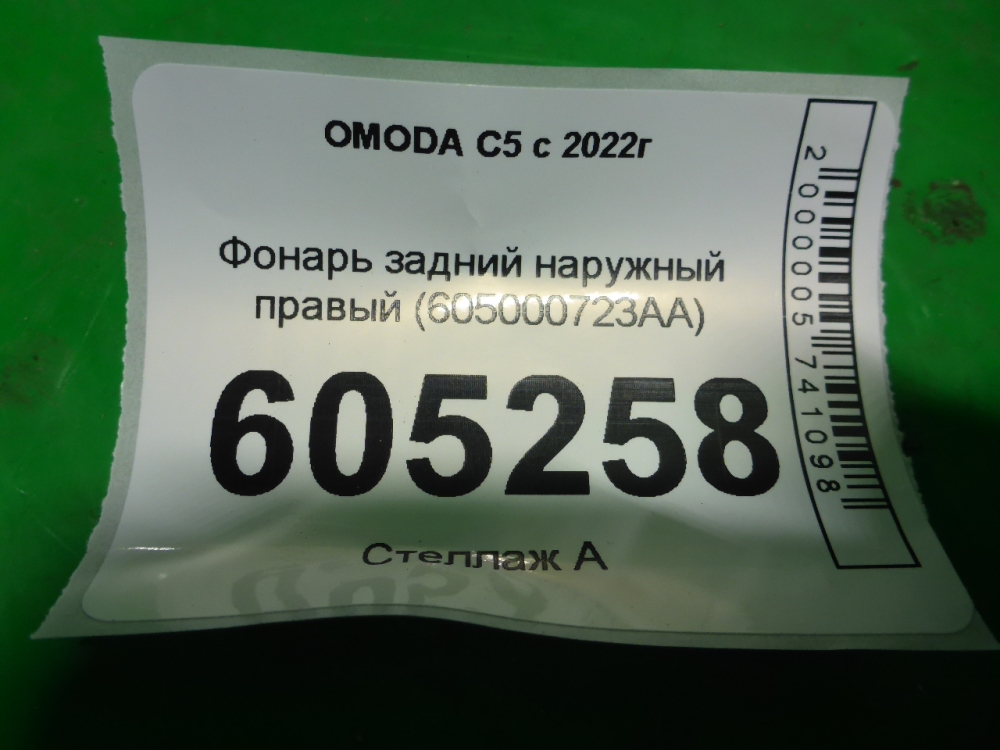 OMODA C5 с 2022г
Фонарь задний наружный
правый (605000723AA)
605258
Стеллаж А
2000005741098